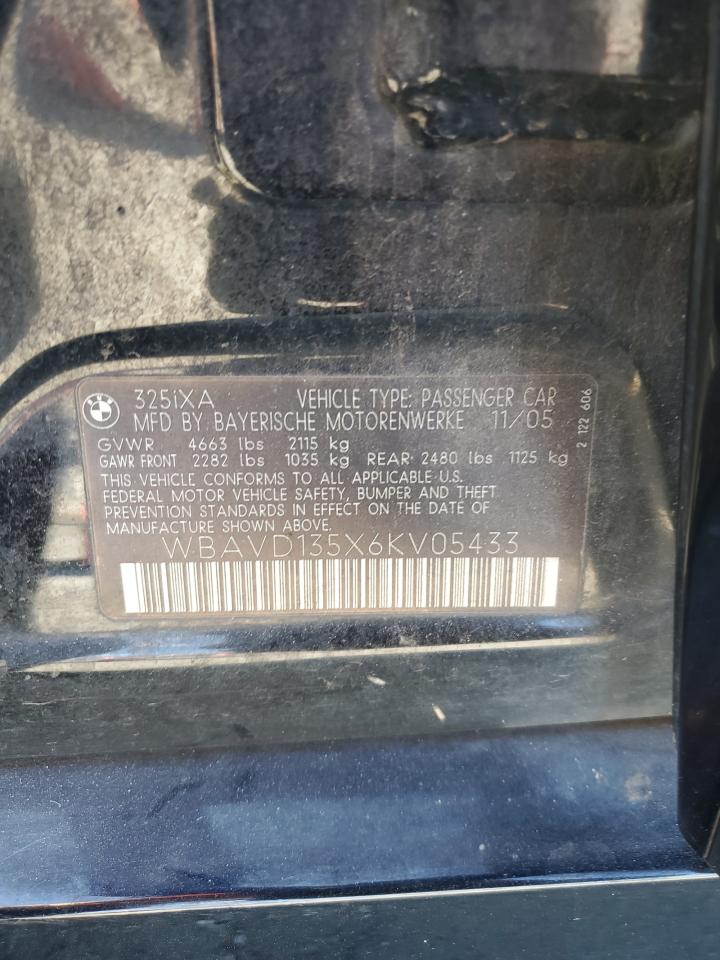 325iXA VEHICLE TYPE: PASSENGER CAR
MFD BY BAYERISCHE MOTORENWERKE 11/05
GVWR 4663 lbs 2115 kg
GAWR FRONT 2282 lbs 1035 kg REAR: 2480 lbs 1125 kg
THIS VEHICLE CONFORMS TO ALL APPLICABLE U.S.
FEDERAL MOTOR VEHICLE SAFETY, BUMPER AND THEFT
PREVENTION STANDARDS IN EFFECT ON THE DATE OF
MANUFACTURE SHOWN ABOVE.
WBAVD135X6KV05433
2 122 606